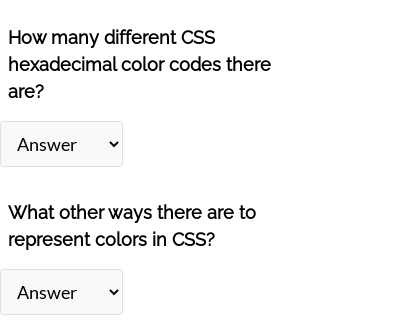 How many different CSS
hexadecimal color codes there
are?
Answer
What other ways there are to
represent colors in CSS?
Answer